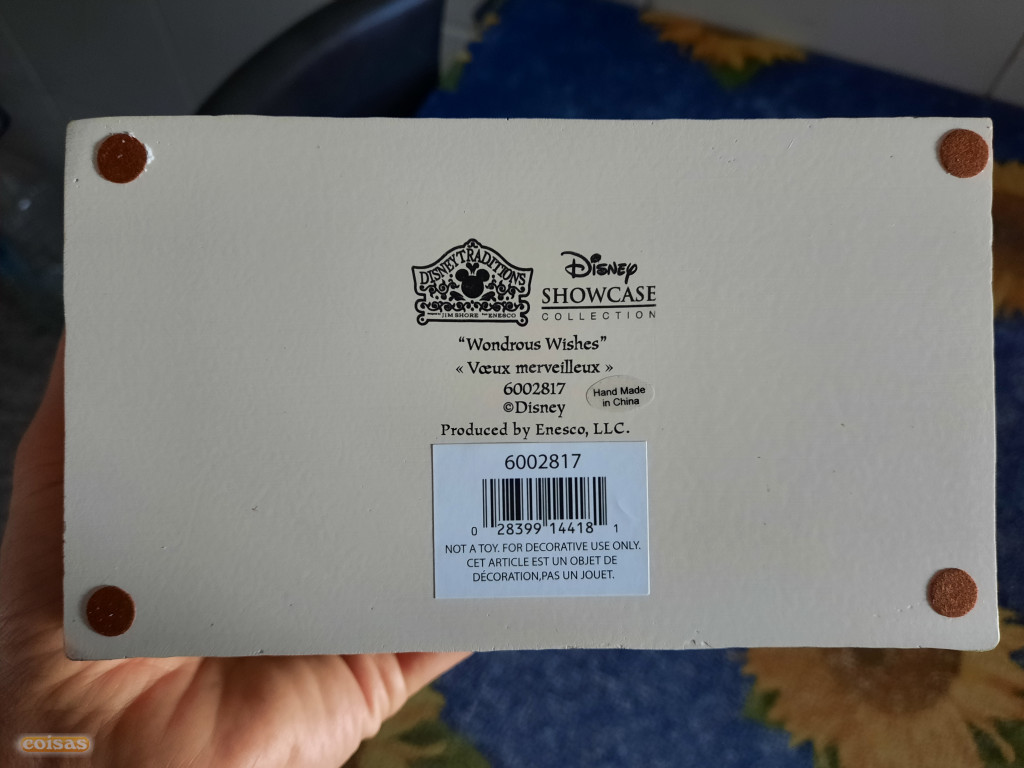 DISNEY TRADITIONS
JIM SHORE ENESCO
Disney
SHOWCASE
COLLECTION
“Wondrous Wishes”
« Vœux merveilleux »
6002817
©Disney
Produced by Enesco, LLC.
Hand Made
in China
6002817
0 28399 14418 1
NOT A TOY. FOR DECORATIVE USE ONLY.
CET ARTICLE EST UN OBJET DE
DÉCORATION,PAS UN JOUET.
coisas